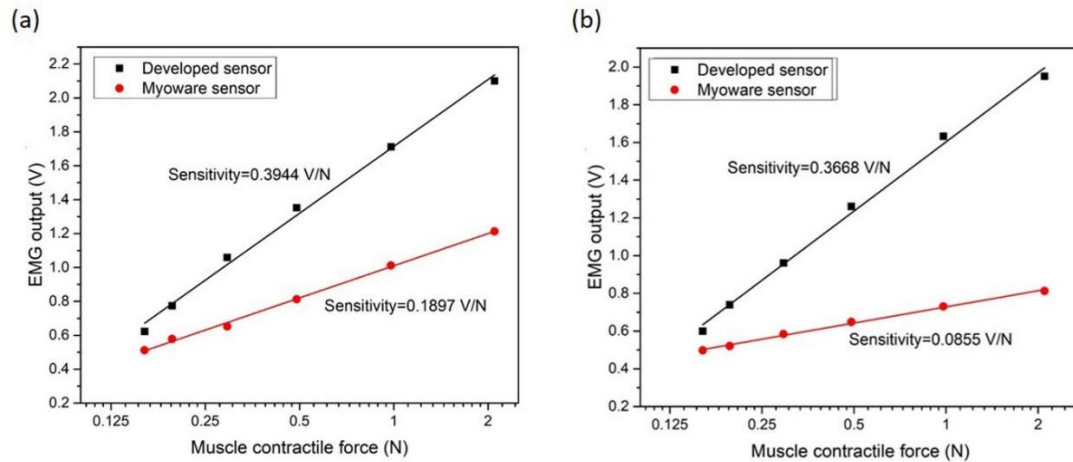 (a)
Developed sensor
Myoware sensor
Sensitivity=0.3944 V/N
Sensitivity=0.1897 V/N
EMG output (V)
2.2
2.0
1.8
1.6
1.4
1.2
1.0
0.8
0.6
0.4
0.2
0.125
0.25
0.5
1
2
Muscle contractile force (N)
(b)
Developed sensor
Myoware sensor
Sensitivity=0.3668 V/N
Sensitivity=0.0855 V/N
EMG output (V)
2.0
1.8
1.6
1.4
1.2
1.0
0.8
0.6
0.4
0.2
0.125
0.25
0.5
1
2
Muscle contractile force (N)